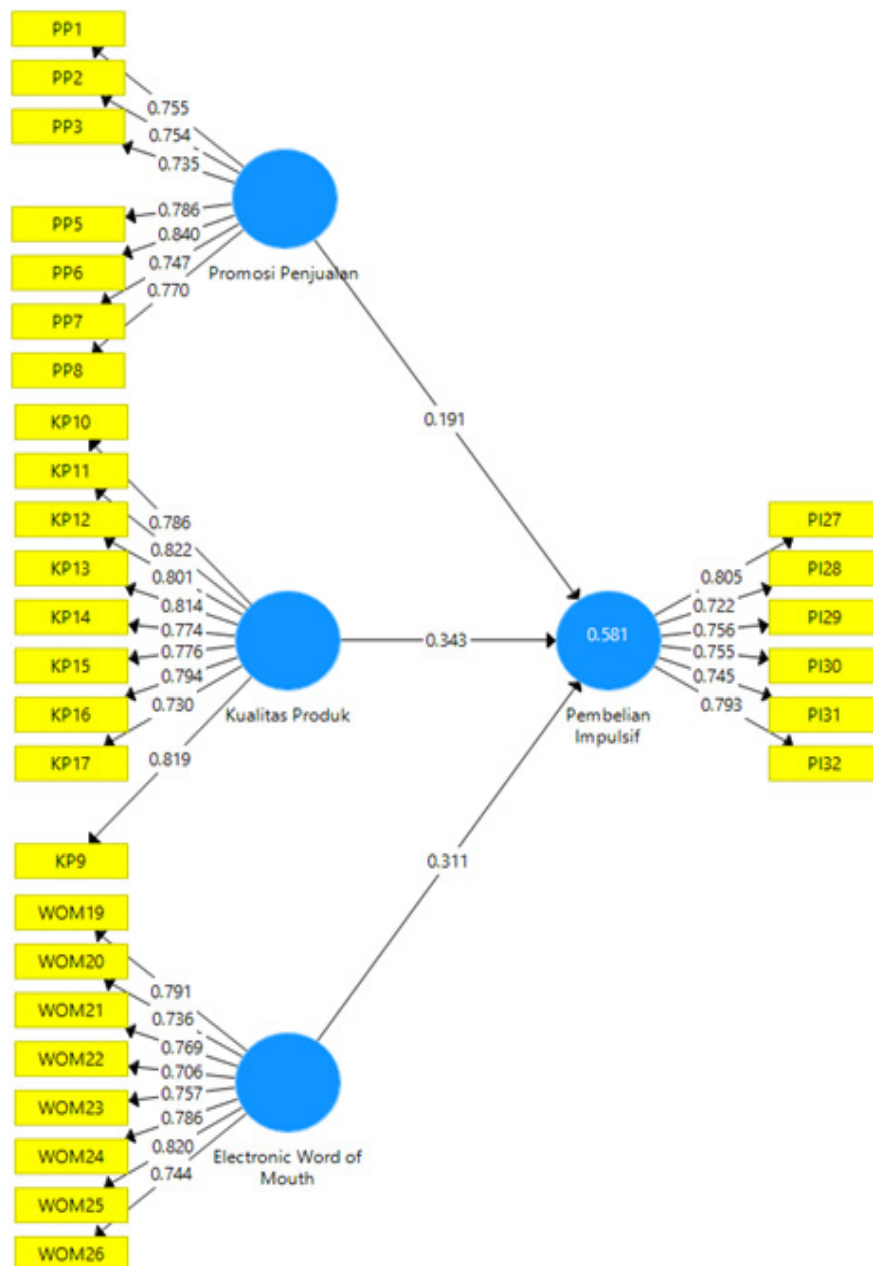 PP1
PP2
PP3
0.755
0.754
0.735
PP5
PP6
PP7
PP8
0.786
0.840
0.747
0.770
Promosi Penjualan
0.191
KP10
KP11
KP12
KP13
KP14
KP15
KP16
KP17
KP9
0.786
0.822
0.801
0.814
0.774
0.776
0.794
0.730
0.819
Kualitas Produk
0.343
0.581
Pembelian
Impulsif
0.805
0.722
0.756
0.755
0.745
0.793
PI27
PI28
PI29
PI30
PI31
PI32
0.311
WOM19
WOM20
WOM21
WOM22
WOM23
WOM24
WOM25
WOM26
0.791
0.736
0.769
0.706
0.757
0.786
0.820
0.744
Electronic Word of
Mouth